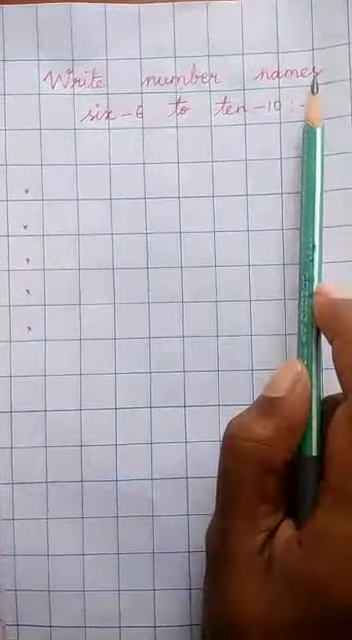 Write number names
six - 6 to ten - 10 : -